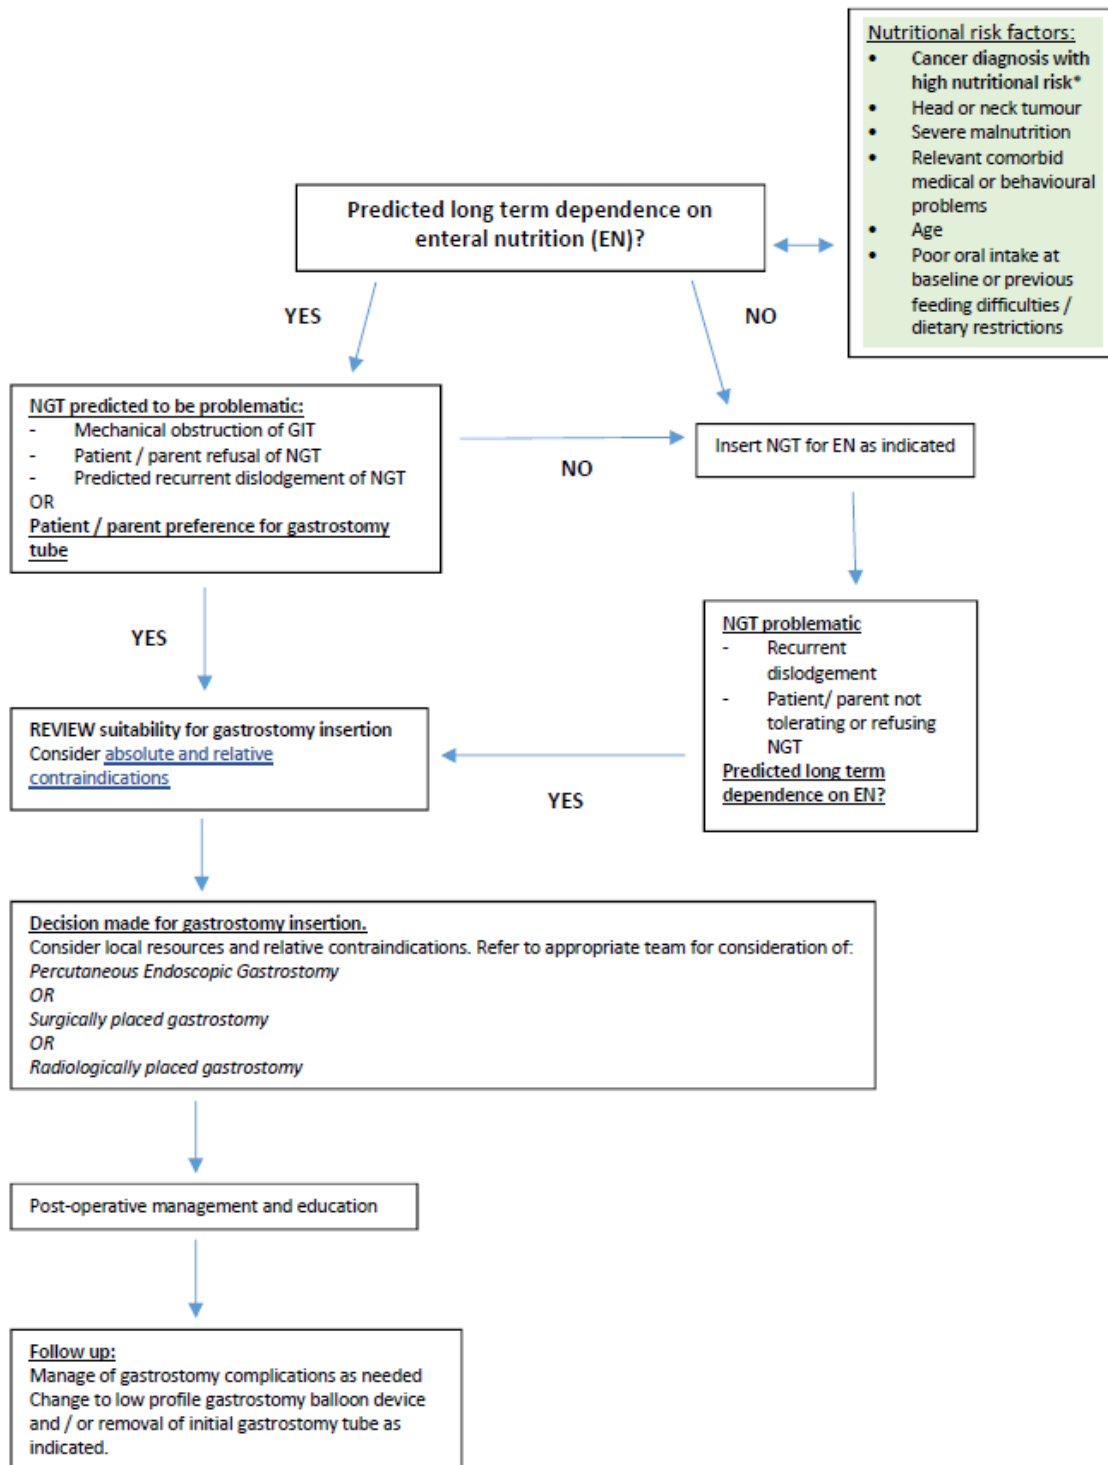 Nutritional risk factors:
• Cancer diagnosis with
high nutritional risk*
• Head or neck tumour
• Severe malnutrition
• Relevant comorbid
medical or behavioural
problems
• Age
• Poor oral intake at
baseline or previous
feeding difficulties /
dietary restrictions
Predicted long term dependence on
enteral nutrition (EN)?
YES
NO
NGT predicted to be problematic:
- Mechanical obstruction of GIT
- Patient / parent refusal of NGT
- Predicted recurrent dislodgement of NGT
OR
Patient / parent preference for gastrostomy
tube
NO
Insert NGT for EN as indicated
YES
NGT problematic
- Recurrent
dislodgement
- Patient/ parent not
tolerating or refusing
NGT
Predicted long term
dependence on EN?
REVIEW suitability for gastrostomy insertion
Consider absolute and relative
contraindications
YES
Decision made for gastrostomy insertion.
Consider local resources and relative contraindications. Refer to appropriate team for consideration of:
Percutaneous Endoscopic Gastrostomy
OR
Surgically placed gastrostomy
OR
Radiologically placed gastrostomy
Post-operative management and education
Follow up:
Manage of gastrostomy complications as needed
Change to low profile gastrostomy balloon device
and / or removal of initial gastrostomy tube as
indicated.